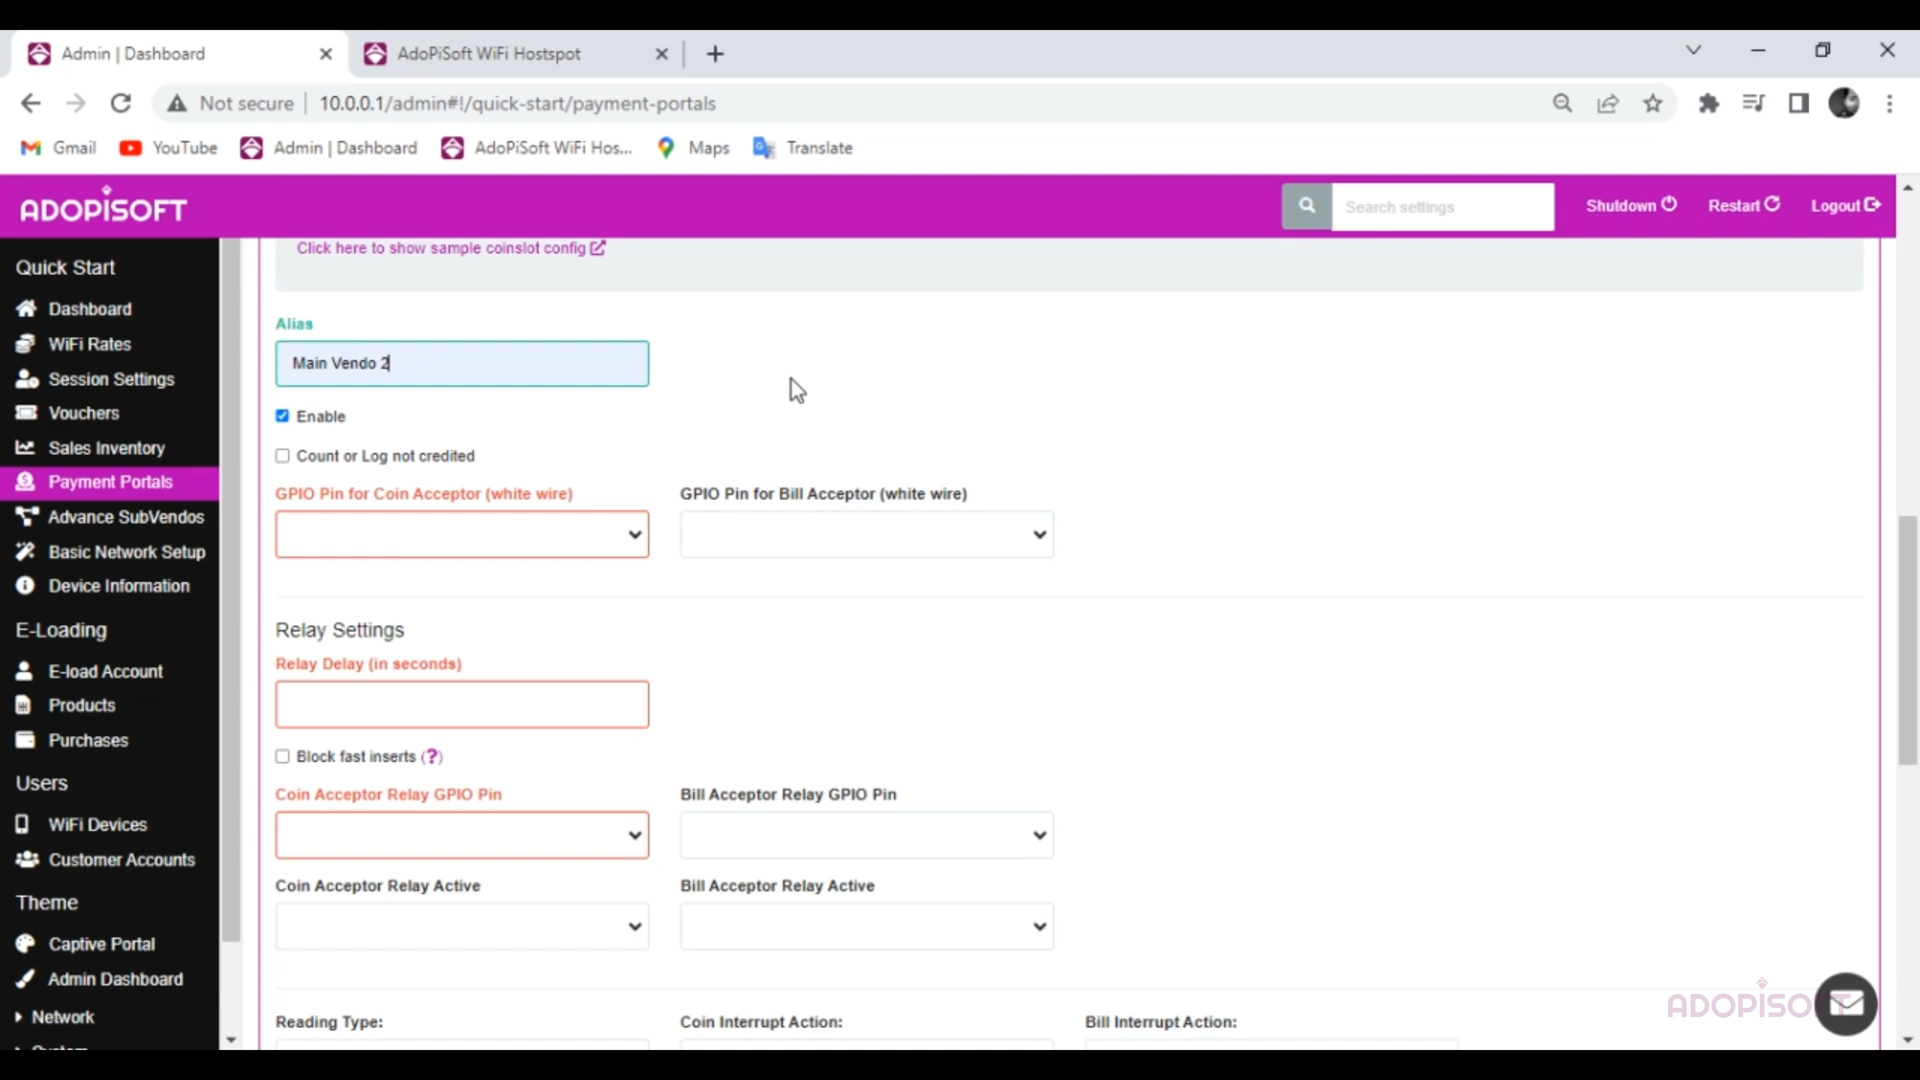 Admin | Dashboard
AdoPiSoft WiFi Hostspot
Not secure
10.0.0.1/admin#!/quick-start/payment-portals
Gmail
YouTube
Admin | Dashboard
AdoPiSoft WiFi Hos...
Maps
Translate
ADOPISOFT
Search settings
Shutdown
Restart
Logout
Quick Start
Dashboard
WiFi Rates
Session Settings
Vouchers
Sales Inventory
Payment Portals
Advance SubVendos
Basic Network Setup
Device Information
E-Loading
E-load Account
Products
Purchases
Users
WiFi Devices
Customer Accounts
Theme
Captive Portal
Admin Dashboard
Network
Click here to show sample coinslot config
Alias
Main Vendo 2
Enable
Count or Log not credited
GPIO Pin for Coin Acceptor (white wire)
GPIO Pin for Bill Acceptor (white wire)
Relay Settings
Relay Delay (in seconds)
Block fast inserts (?)
Coin Acceptor Relay GPIO Pin
Bill Acceptor Relay GPIO Pin
Coin Acceptor Relay Active
Bill Acceptor Relay Active
Reading Type:
Coin Interrupt Action:
Bill Interrupt Action: